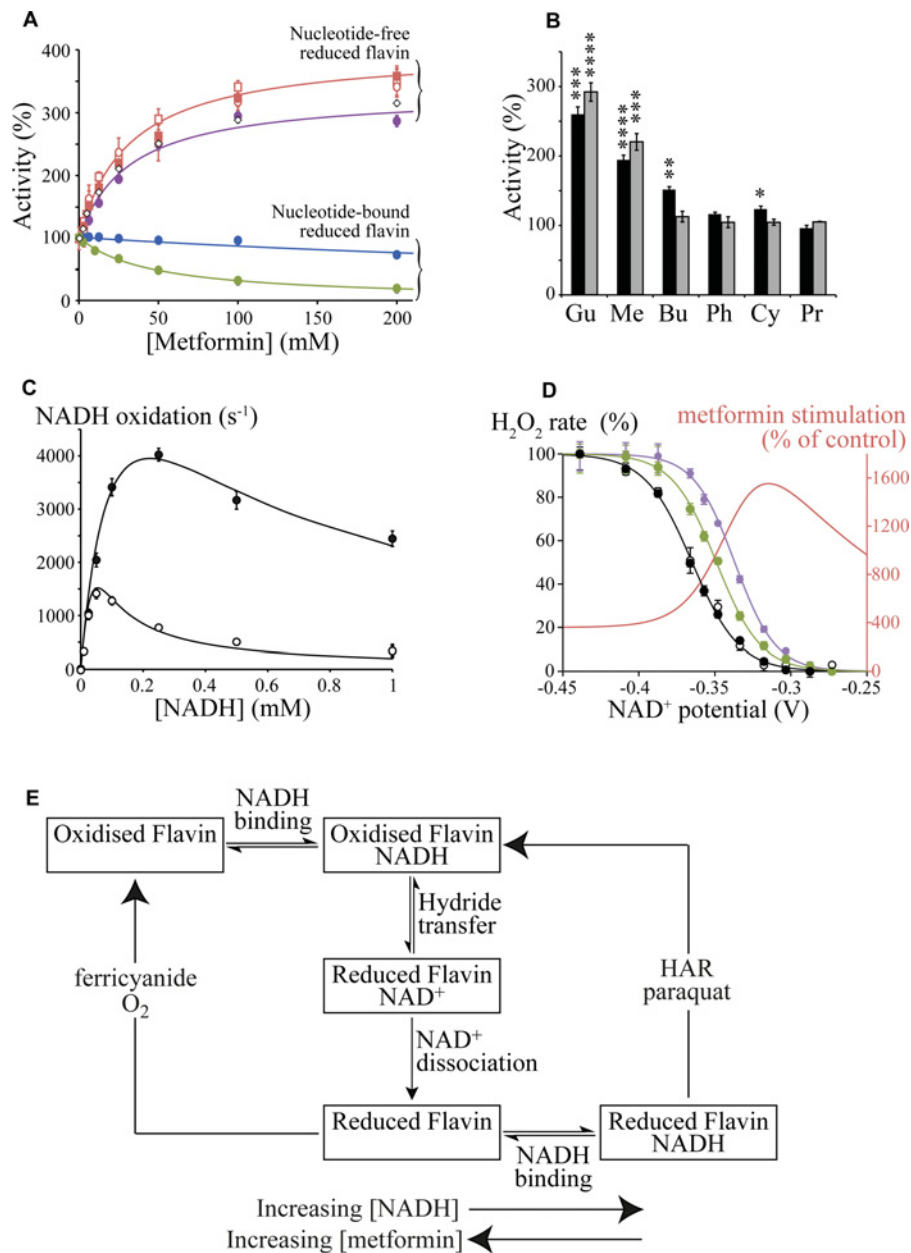 A
Nucleotide-free
reduced flavin
Activity (%)
400
300
200
100
0
Nucleotide-bound
reduced flavin
0
50
100
150
200
[Metformin] (mM)
B
Activity (%)
300
200
100
0
***
****
****
***
**
*
Gu
Me
Bu
Ph
Cy
Pr
C
NADH oxidation (s⁻¹)
4000
3000
2000
1000
0
0
0.2
0.4
0.6
0.8
1
[NADH] (mM)
D
H₂O₂ rate (%)
metformin stimulation
(% of control)
100
80
60
40
20
0
1600
1200
800
400
0
-0.45
-0.4
-0.35
-0.3
-0.25
NAD⁺ potential (V)
E
Oxidised Flavin
NADH
binding
Oxidised Flavin
NADH
Hydride
transfer
Reduced Flavin
NAD⁺
ferricyanide
O₂
HAR
paraquat
NAD⁺
dissociation
Reduced Flavin
NADH
binding
Reduced Flavin
NADH
Increasing [NADH]
Increasing [metformin]